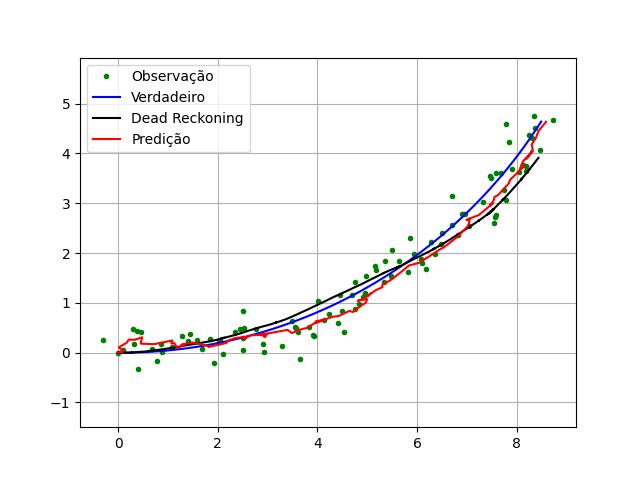 Observação
Verdadeiro
Dead Reckoning
Predição
5
4
3
2
1
0
−1
0 2 4 6 8